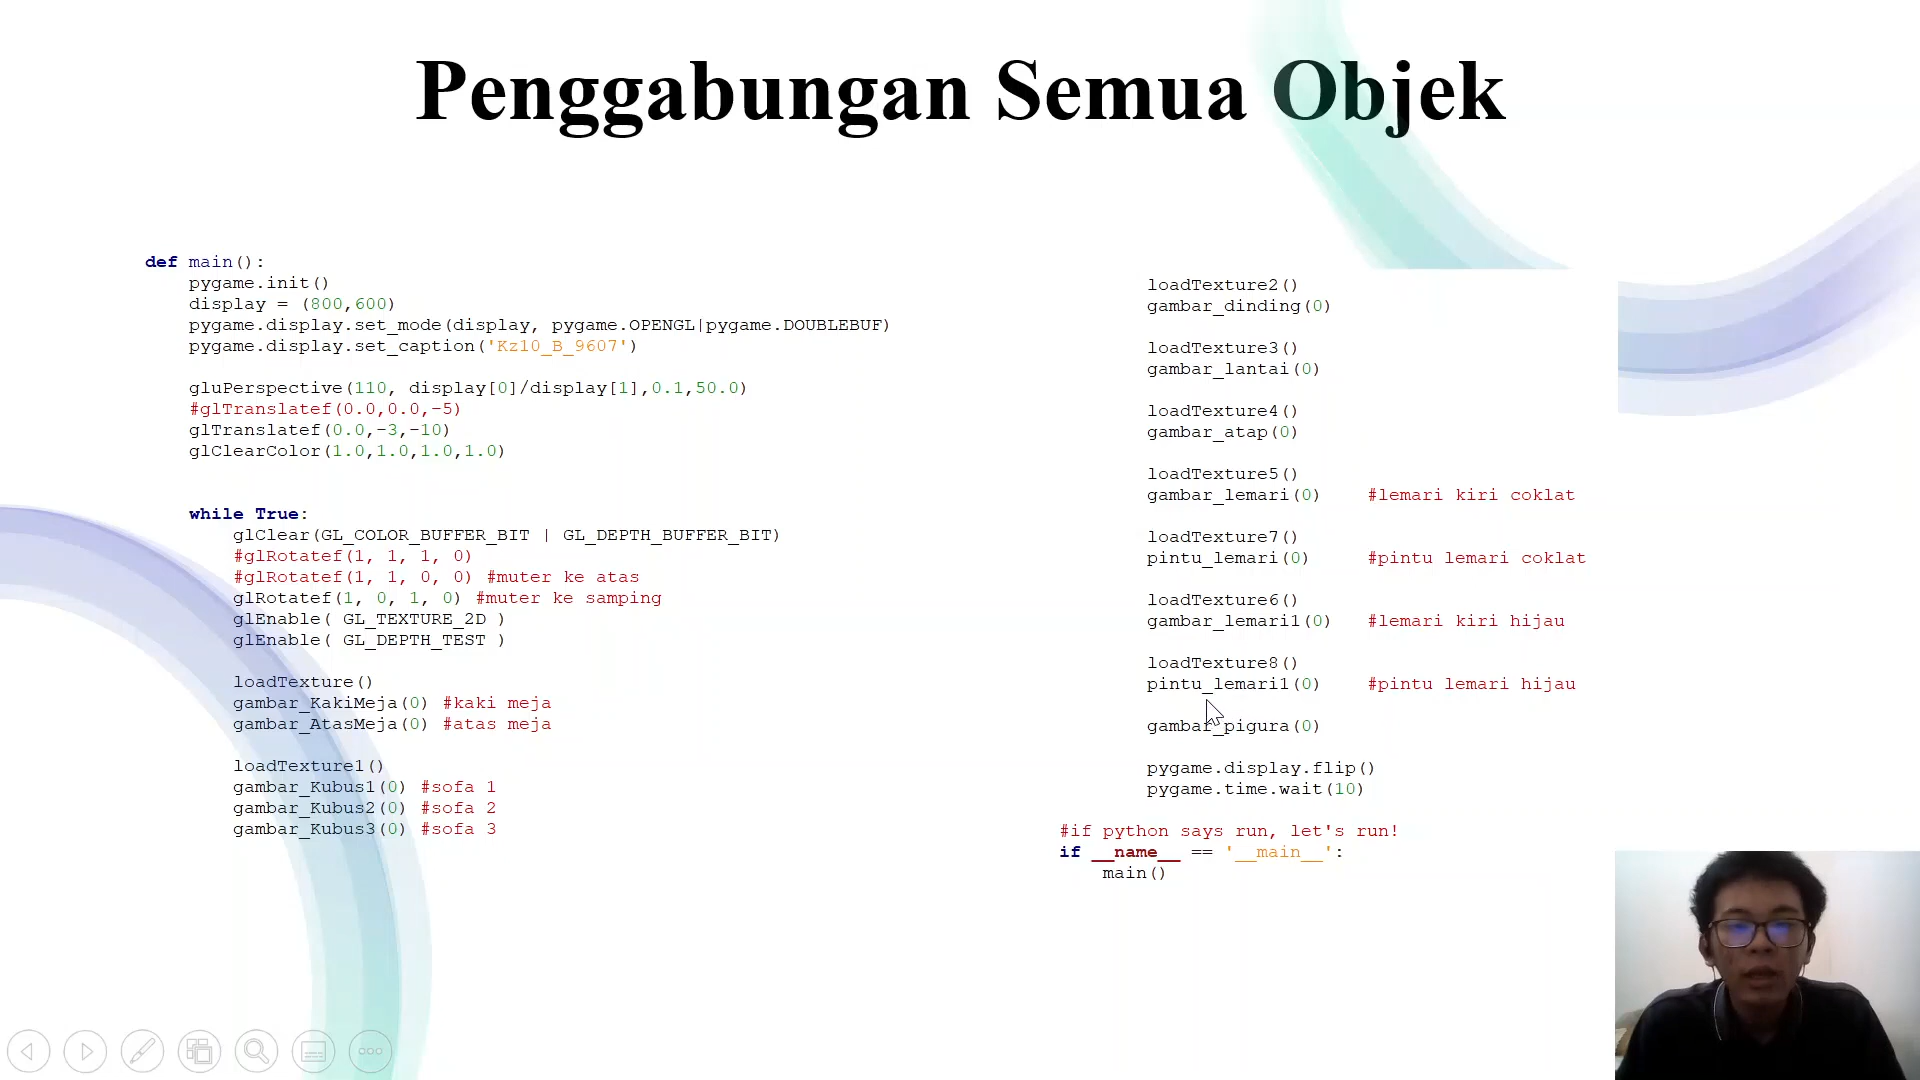 Penggabungan Semua Objek
def main():
pygame.init()
display = (800,600)
pygame.display.set_mode(display, pygame.OPENGL|pygame.DOUBLEBUF)
pygame.display.set_caption('Kz10_B_9607')
gluPerspective(110, display[0]/display[1],0.1,50.0)
#glTranslatef(0.0,0.0,-5)
glTranslatef(0.0,-3,-10)
glClearColor(1.0,1.0,1.0,1.0)
while True:
glClear(GL_COLOR_BUFFER_BIT | GL_DEPTH_BUFFER_BIT)
#glRotatef(1, 1, 1, 0)
#glRotatef(1, 1, 0, 0) #muter ke atas
glRotatef(1, 0, 1, 0) #muter ke samping
glEnable( GL_TEXTURE_2D )
glEnable( GL_DEPTH_TEST )
loadTexture()
gambar_KakiMeja(0) #kaki meja
gambar_AtasMeja(0) #atas meja
loadTexture1()
gambar_Kubus1(0) #sofa 1
gambar_Kubus2(0) #sofa 2
gambar_Kubus3(0) #sofa 3
loadTexture2()
gambar_dinding(0)
loadTexture3()
gambar_lantai(0)
loadTexture4()
gambar_atap(0)
loadTexture5()
gambar_lemari(0) #lemari kiri coklat
loadTexture7()
pintu_lemari(0) #pintu lemari coklat
loadTexture6()
gambar_lemari1(0) #lemari kiri hijau
loadTexture8()
pintu_lemari1(0) #pintu lemari hijau
gambar_pigura(0)
pygame.display.flip()
pygame.time.wait(10)
#if python says run, let's run!
if __name__ == '__main__':
main()